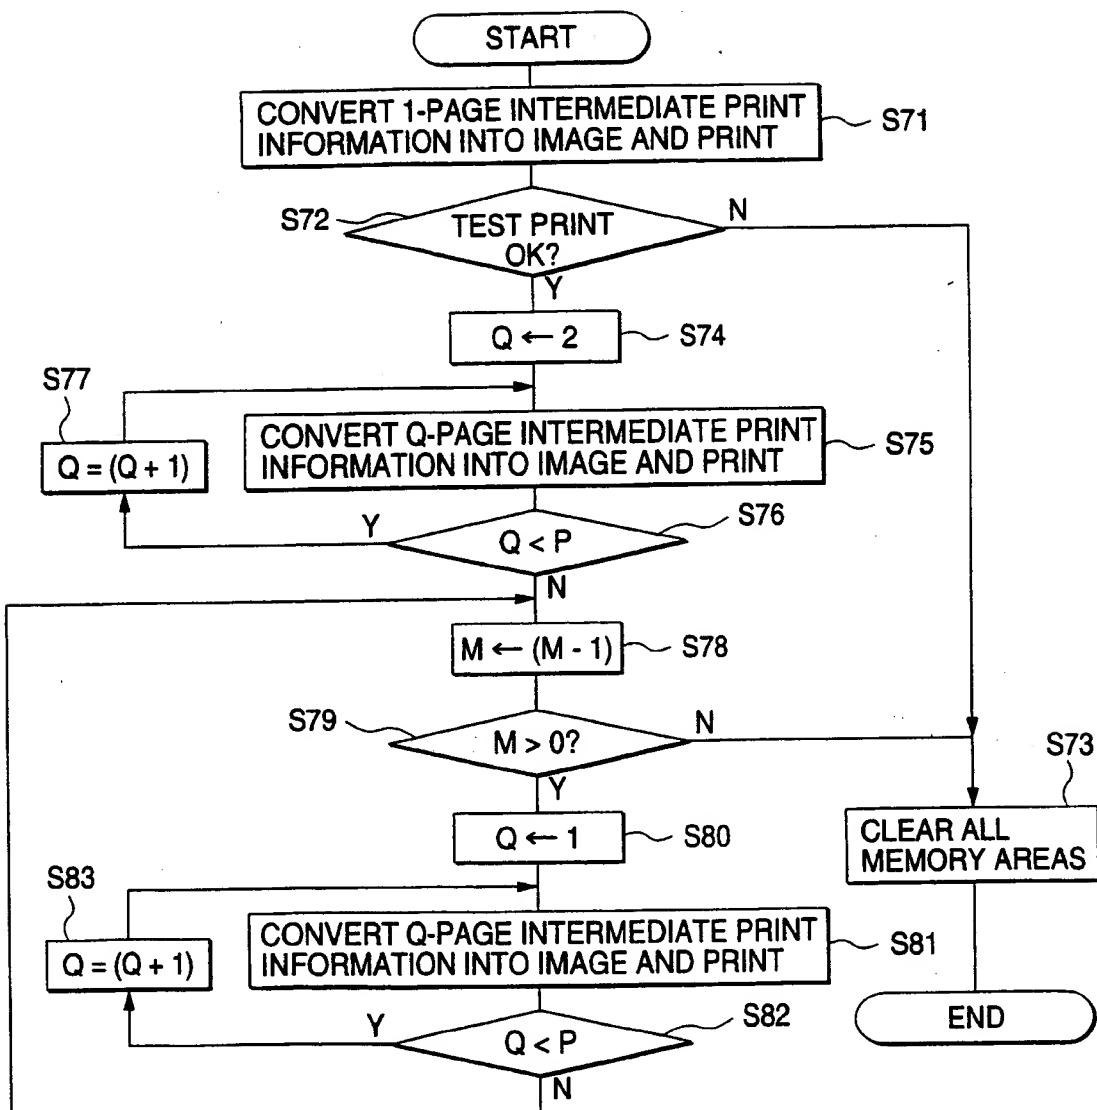 START
CONVERT 1-PAGE INTERMEDIATE PRINT
INFORMATION INTO IMAGE AND PRINT
S71
S72
TEST PRINT
OK?
N
Y
Q ← 2
S74
S77
Q = (Q + 1)
CONVERT Q-PAGE INTERMEDIATE PRINT
INFORMATION INTO IMAGE AND PRINT
S75
S76
Y
Q < P
N
M ← (M - 1)
S78
S79
M > 0?
N
Y
S73
CLEAR ALL
MEMORY AREAS
Q ← 1
S80
S83
Q = (Q + 1)
CONVERT Q-PAGE INTERMEDIATE PRINT
INFORMATION INTO IMAGE AND PRINT
S81
S82
Y
Q < P
N
END